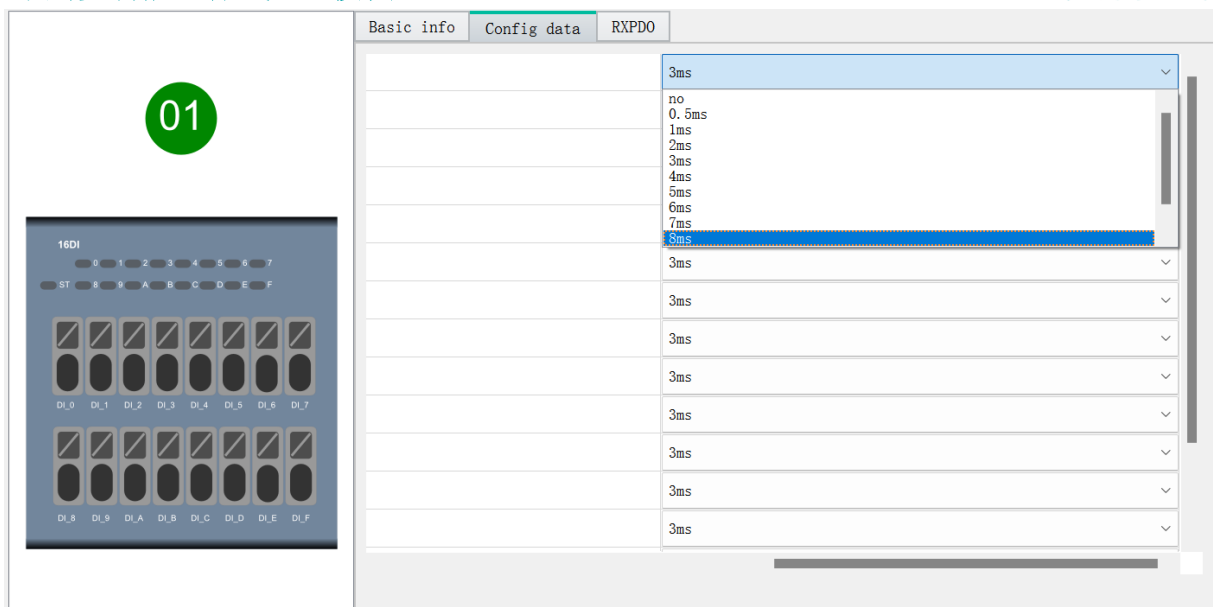 Basic info Config data RXPDO
01
3ms
no
0.5ms
1ms
2ms
3ms
4ms
5ms
6ms
7ms
8ms
3ms
3ms
3ms
3ms
3ms
3ms
3ms
3ms
16DI
0 1 2 3 4 5 6 7
ST 8 9 A B C D E F
DI_0 DI_1 DI_2 DI_3 DI_4 DI_5 DI_6 DI_7
DI_8 DI_9 DI_A DI_B DI_C DI_D DI_E DI_F